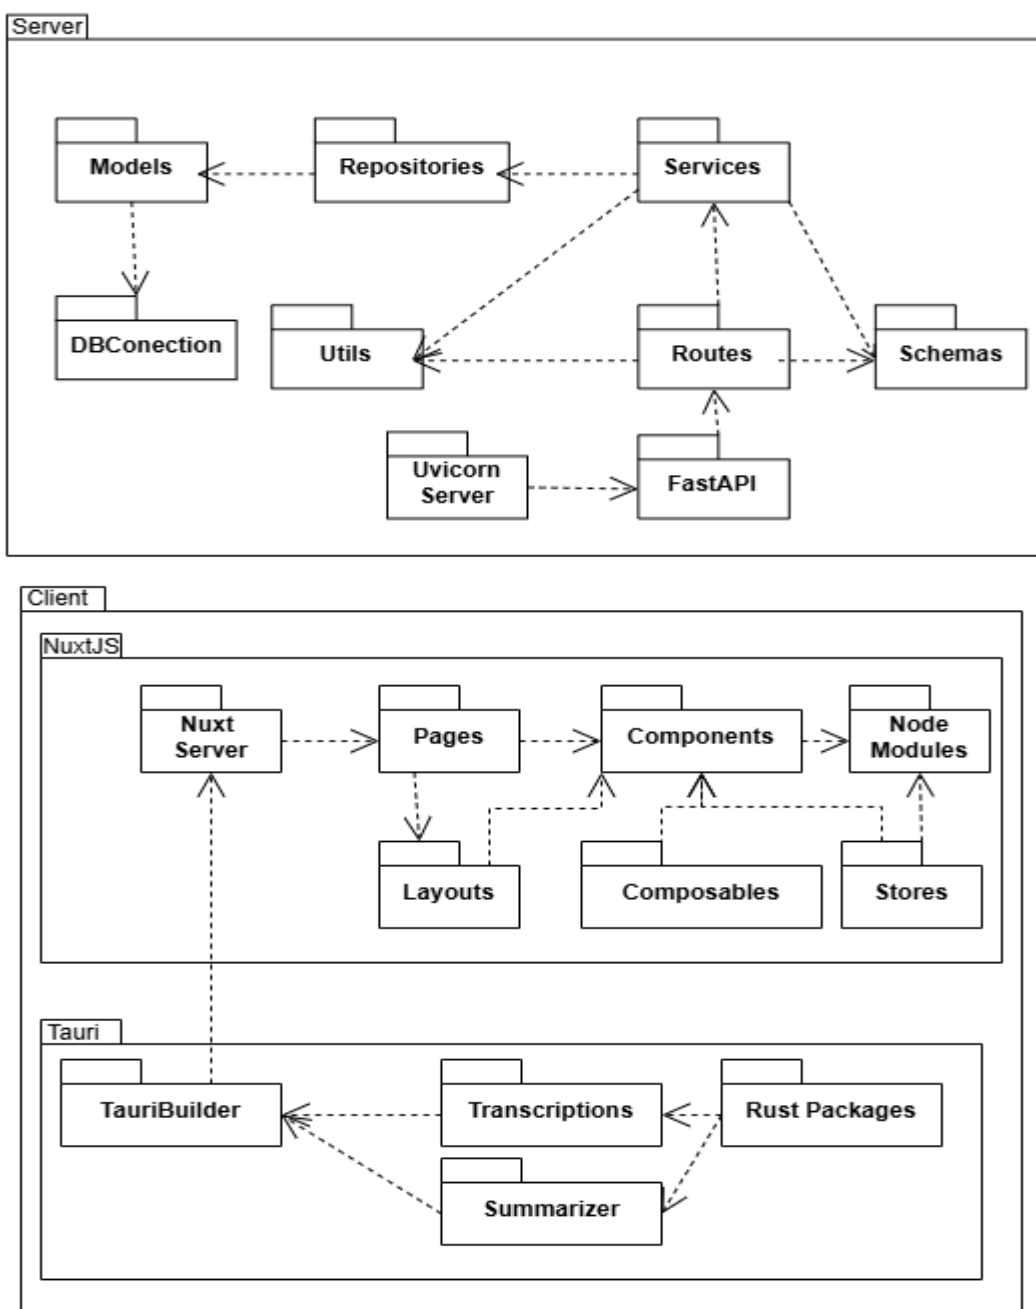 Server
Models
Repositories
Services
DBConection
Utils
Routes
Schemas
Uvicorn
Server
FastAPI
Client
NuxtJS
Nuxt
Server
Pages
Components
Node
Modules
Layouts
Composables
Stores
Tauri
TauriBuilder
Transcriptions
Rust Packages
Summarizer